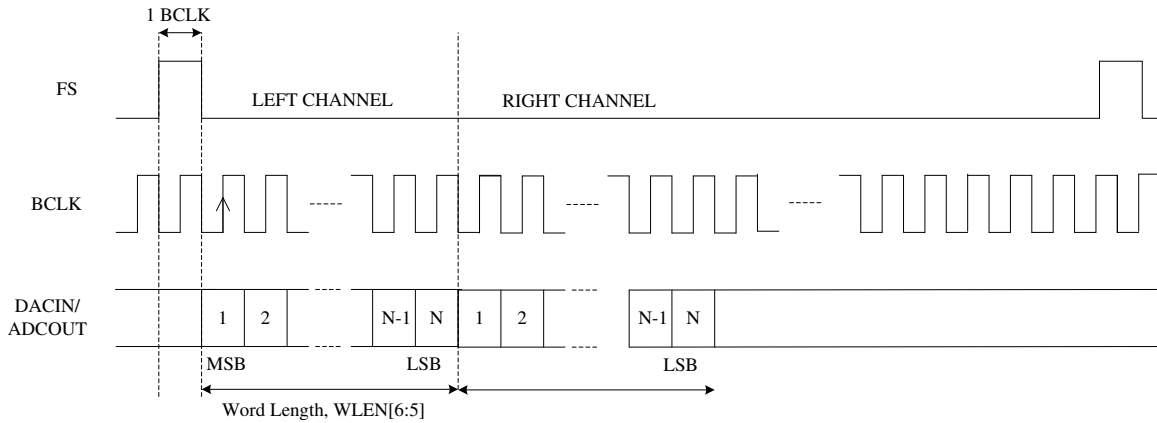 1 BCLK
FS
LEFT CHANNEL
RIGHT CHANNEL
BCLK
DACIN/
ADCOUT
1
2
N-1
N
1
2
N-1
N
MSB
LSB
LSB
Word Length, WLEN[6:5]